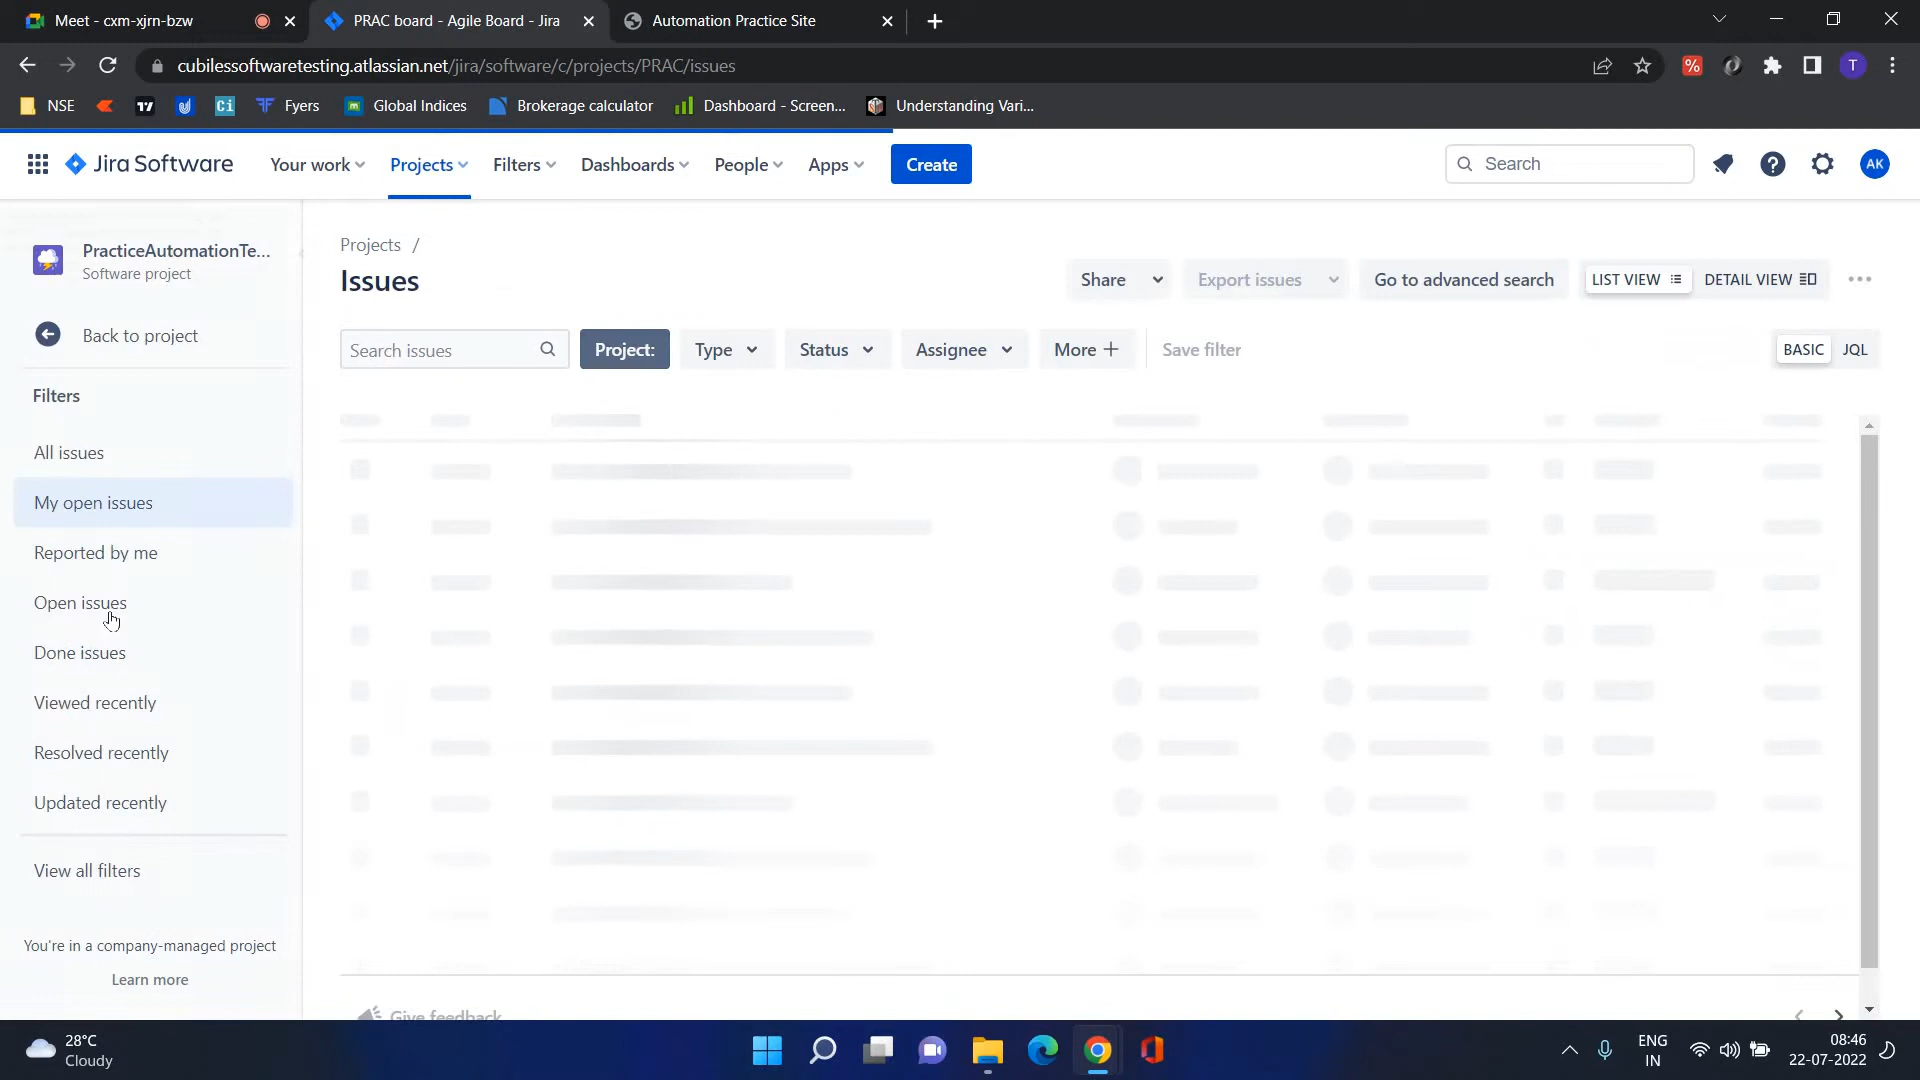 Meet - cxm-xjrn-bzw
PRAC board - Agile Board - Jira
Automation Practice Site
cubilessoftwaretesting.atlassian.net/jira/software/c/projects/PRAC/issues
T
NSE
Ci
Fyers
Global Indices
Brokerage calculator
Dashboard - Screen...
Understanding Vari...
Jira Software
Your work
Projects
Filters
Dashboards
People
Apps
Create
Search
AK
PracticeAutomationTe...
Software project
Back to project
Filters
All issues
My open issues
Reported by me
Open issues
Done issues
Viewed recently
Resolved recently
Updated recently
View all filters
You're in a company-managed project
Learn more
Projects /
Issues
Share
Export issues
Go to advanced search
LIST VIEW
DETAIL VIEW
Search issues
Project:
Type
Status
Assignee
More +
Save filter
BASIC
JQL
Give feedback
28°C
Cloudy
ENG
IN
08:46
22-07-2022